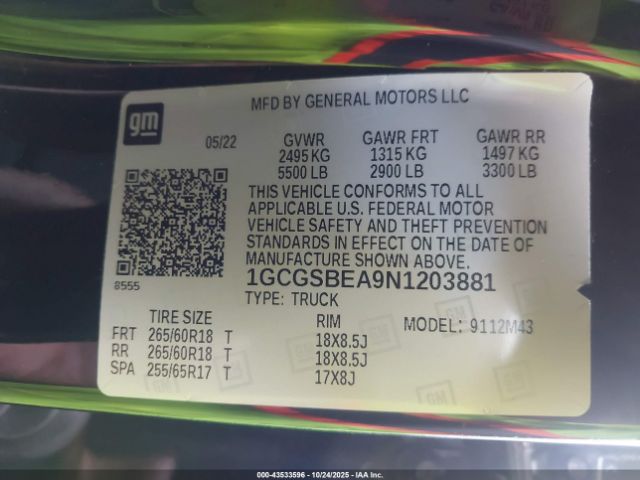 gm
MFD BY GENERAL MOTORS LLC
05/22
GVWR GAWR FRT GAWR RR
2495 KG 1315 KG 1497 KG
5500 LB 2900 LB 3300 LB
THIS VEHICLE CONFORMS TO ALL
APPLICABLE U.S. FEDERAL MOTOR
VEHICLE SAFETY AND THEFT PREVENTION
STANDARDS IN EFFECT ON THE DATE OF
MANUFACTURE SHOWN ABOVE.
8555
1GCGSBEA9N1203881
TYPE: TRUCK
TIRE SIZE RIM MODEL: 9112M43
FRT 265/60R18 T 18X8.5J
RR 265/60R18 T 18X8.5J
SPA 255/65R17 T 17X8J
GM GM GM GM
000-43533596 - 10/24/2025 - IAA Inc.